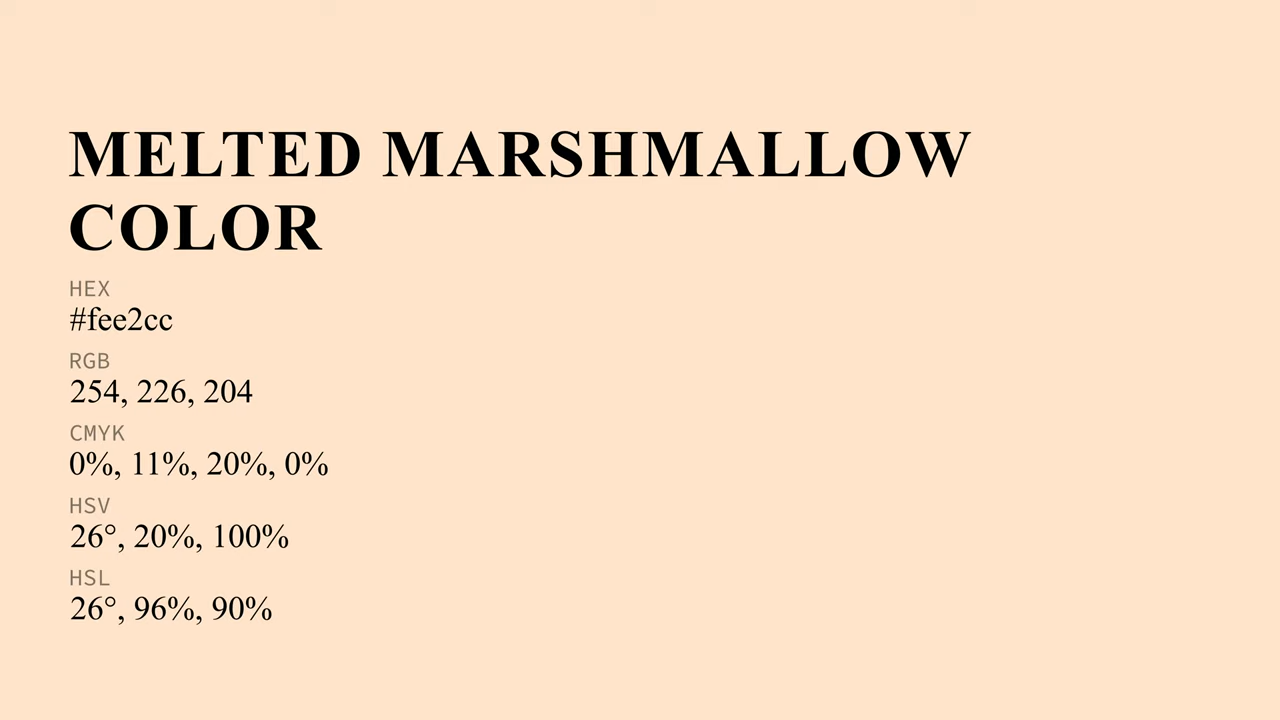 MELTED MARSHMALLOW
COLOR
HEX
#fee2cc
RGB
254, 226, 204
CMYK
0%, 11%, 20%, 0%
HSV
26°, 20%, 100%
HSL
26°, 96%, 90%